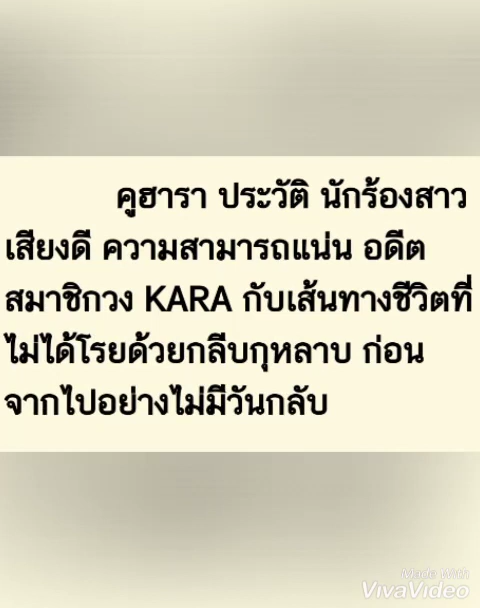 คูฮารา ประวัติ นักร้องสาว
เสียงดี ความสามารถแน่น อดีต
สมาชิกวง KARA กับเส้นทางชีวิตที่
ไม่ได้โรยด้วยกลีบกุหลาบ ก่อน
จากไปอย่างไม่มีวันกลับ
Made With
VivaVideo